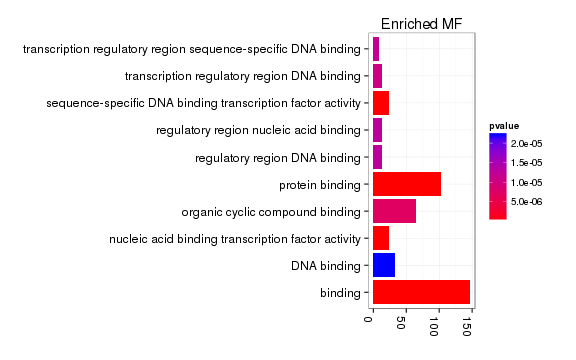 Enriched MF
transcription regulatory region sequence-specific DNA binding
transcription regulatory region DNA binding
sequence-specific DNA binding transcription factor activity
regulatory region nucleic acid binding
regulatory region DNA binding
protein binding
organic cyclic compound binding
nucleic acid binding transcription factor activity
DNA binding
binding
0
50
100
150
pvalue
2.0e-05
1.5e-05
1.0e-05
5.0e-06